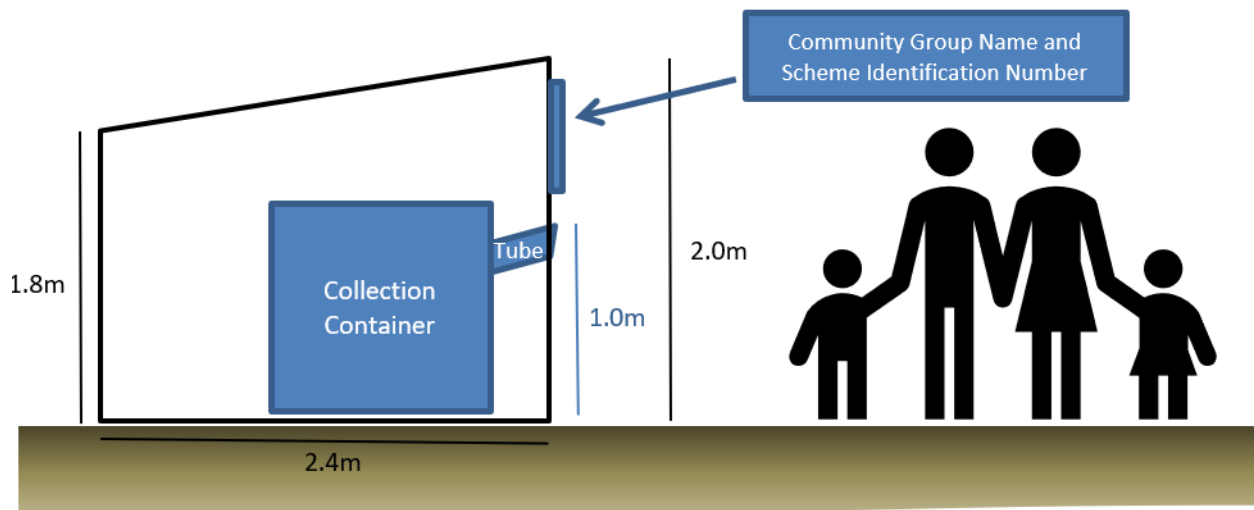 Community Group Name and
Scheme Identification Number
Tube
2.0m
1.8m
Collection
Container
1.0m
2.4m